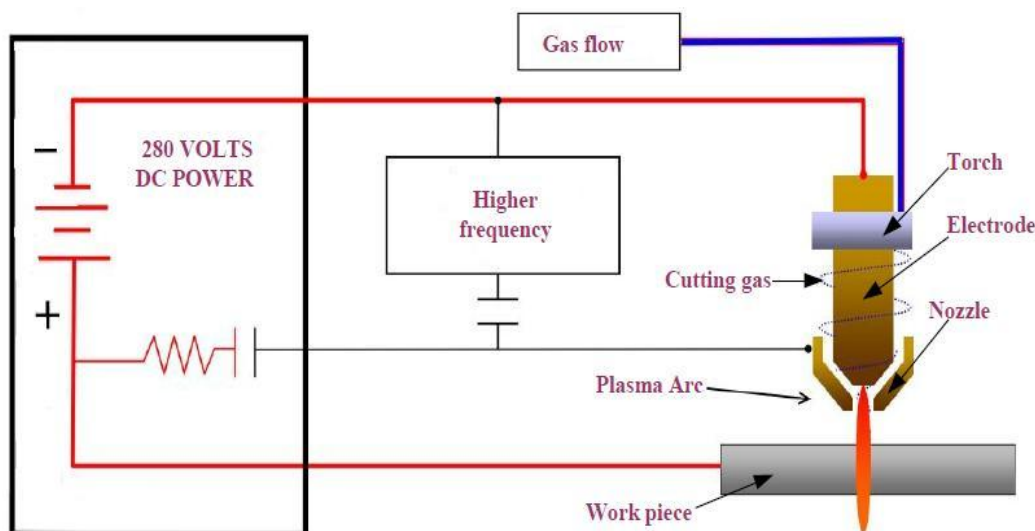 Gas flow
−
280 VOLTS
DC POWER
Higher
frequency
Torch
Electrode
Cutting gas
+
Nozzle
Plasma Arc
Work piece